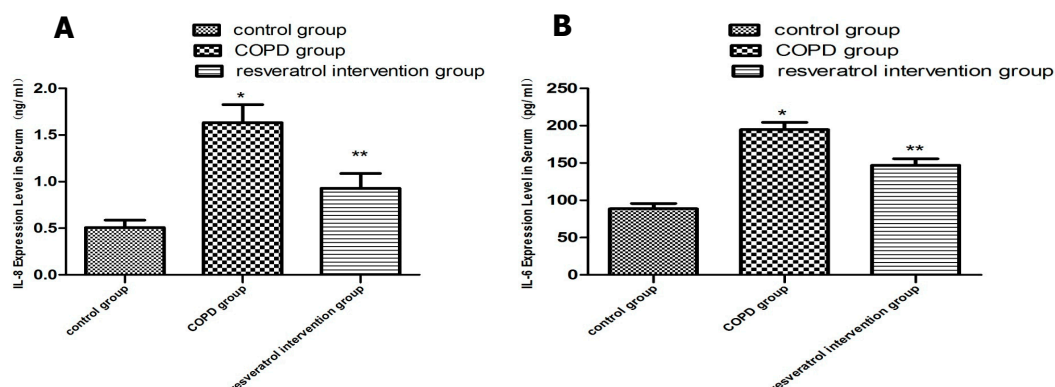 A
control group
COPD group
resveratrol intervention group
IL-8 Expression Level in Serum (ng/ml)
2.0
1.5
1.0
0.5
0.0
*
**
control group
COPD group
resveratrol intervention group
B
control group
COPD group
resveratrol intervention group
IL-6 Expression Level in Serum (pg/ml)
250
200
150
100
50
0
*
**
control group
COPD group
resveratrol intervention group